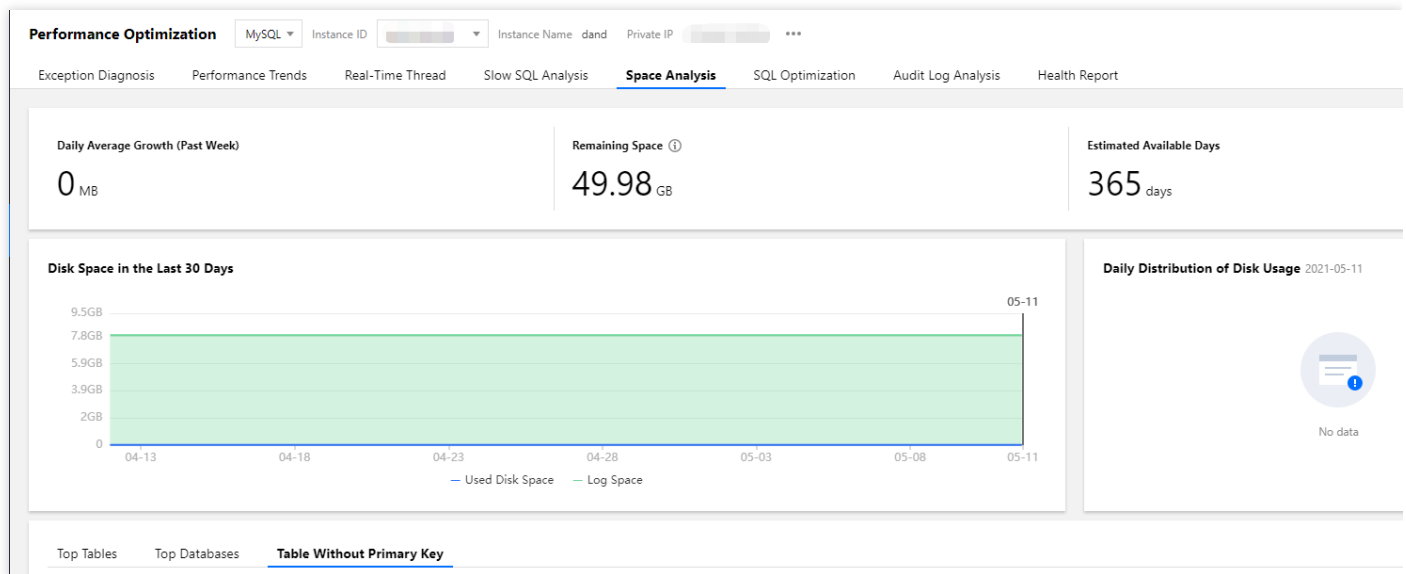 Performance Optimization MySQL Instance ID Instance Name dand Private IP
Exception Diagnosis Performance Trends Real-Time Thread Slow SQL Analysis Space Analysis SQL Optimization Audit Log Analysis Health Report
Daily Average Growth (Past Week) Remaining Space Estimated Available Days
0 MB 49.98 GB 365 days
Disk Space in the Last 30 Days Daily Distribution of Disk Usage 2021-05-11
05-11
9.5GB
7.8GB
5.9GB
3.9GB
2GB
0
No data
04-13 04-18 04-23 04-28 05-03 05-08 05-11
Used Disk Space Log Space
Top Tables Top Databases Table Without Primary Key